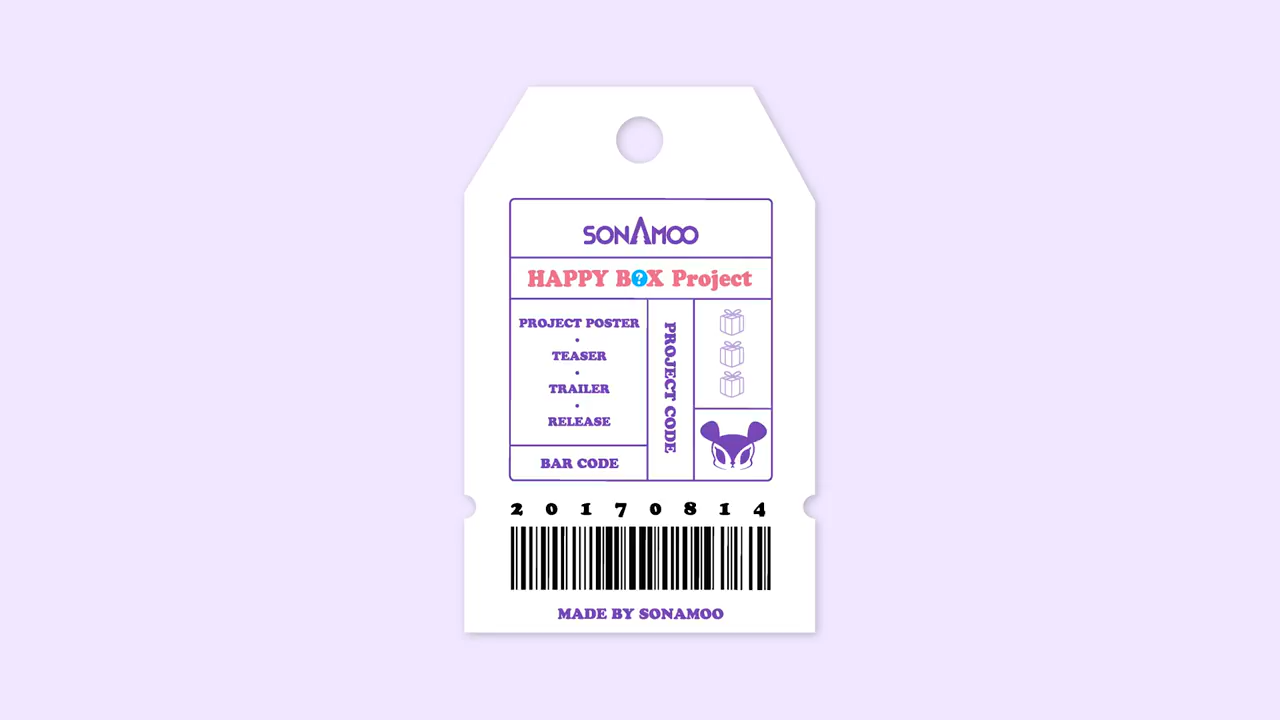 SONAMOO
HAPPY B?X Project
PROJECT POSTER
•
TEASER
•
TRAILER
•
RELEASE
BAR CODE
PROJECT CODE
2 0 1 7 0 8 1 4
MADE BY SONAMOO